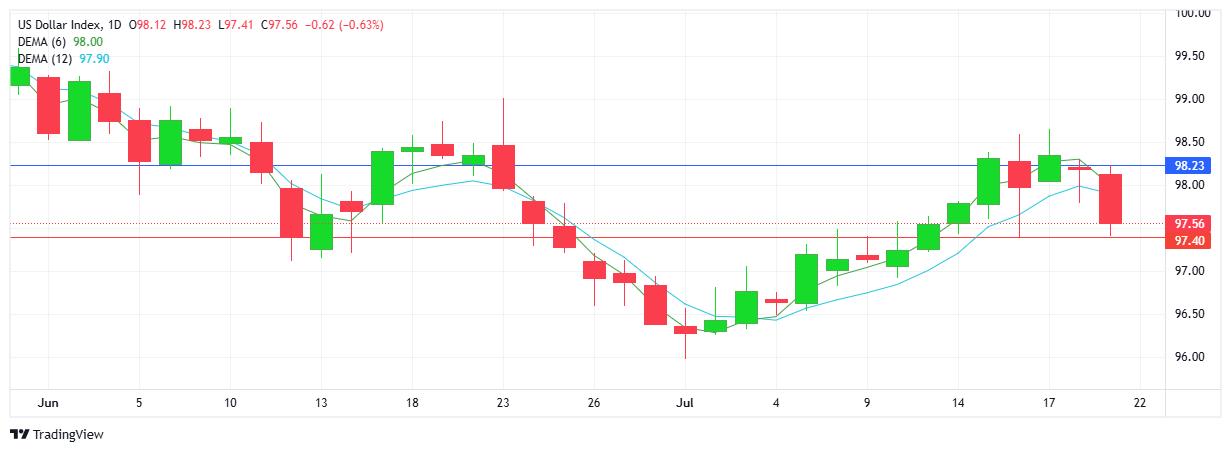 US Dollar Index, 1D O98.12 H98.23 L97.41 C97.56 −0.62 (−0.63%)
DEMA (6) 98.00
DEMA (12) 97.90
100.00
99.50
99.00
98.50
98.23
98.00
97.56
97.40
97.00
96.50
96.00
Jun 5 10 13 18 23 26 Jul 4 9 14 17 22
TradingView